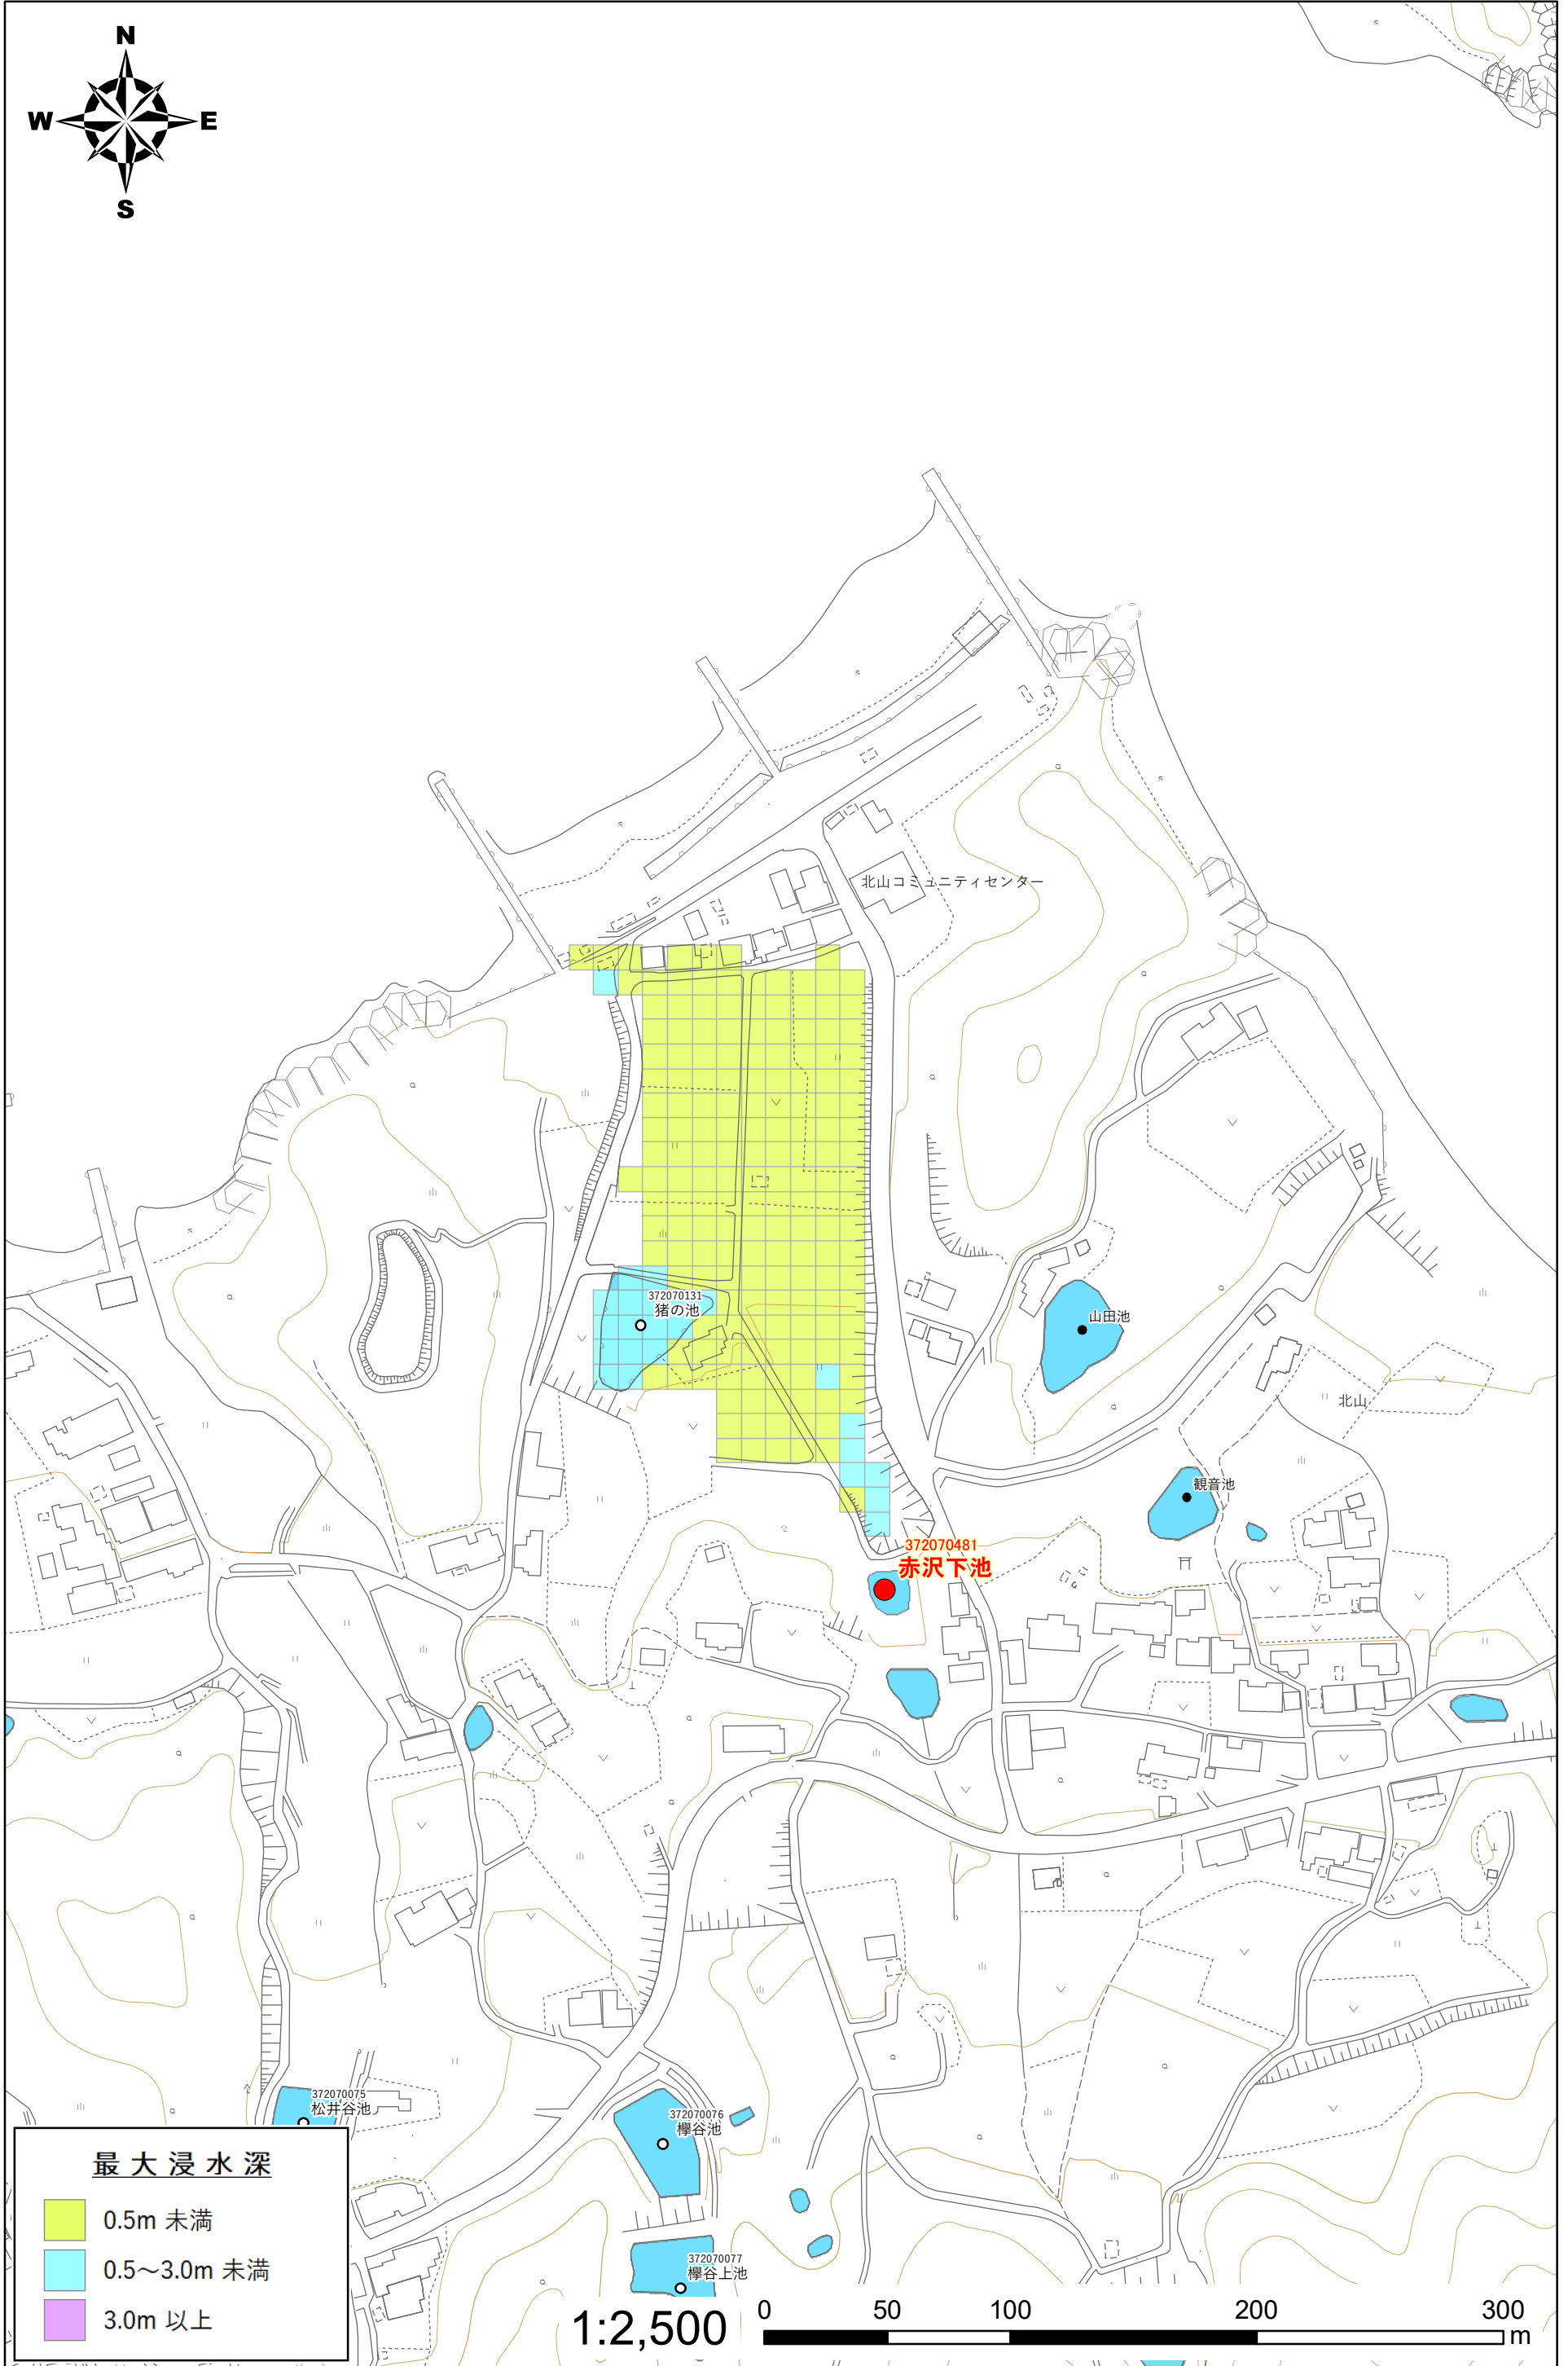 N
W E
S
北山コミュニティセンター
372070131
猪の池
山田池
北山
観音池
372070481
赤沢下池
372070075
松井谷池
372070076
欅谷池
372070077
欅谷上池
最大浸水深
0.5m 未満
0.5～3.0m 未満
3.0m 以上
1:2,500
0 50 100 200 300
m